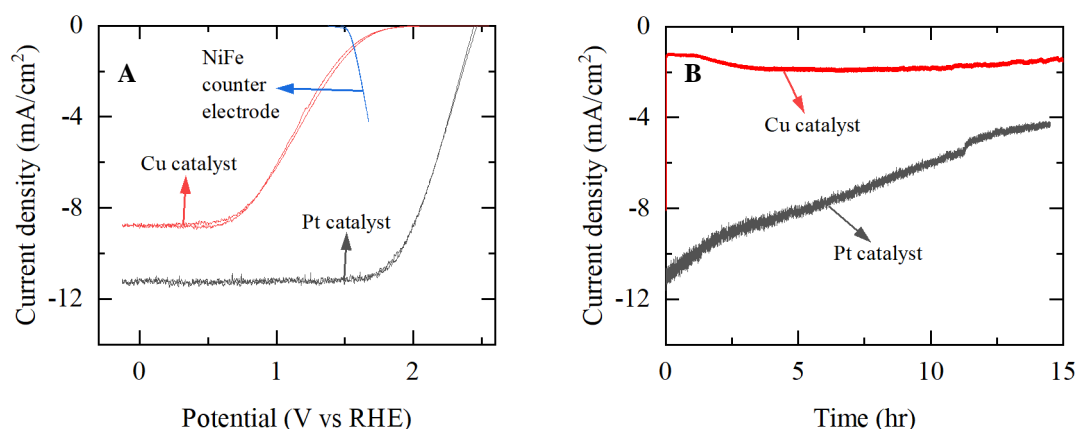 A
NiFe
counter
electrode
Cu catalyst
Pt catalyst
0
-4
-8
-12
Current density (mA/cm²)
0
1
2
Potential (V vs RHE)
B
Cu catalyst
Pt catalyst
0
-4
-8
-12
Current density (mA/cm²)
0
5
10
15
Time (hr)